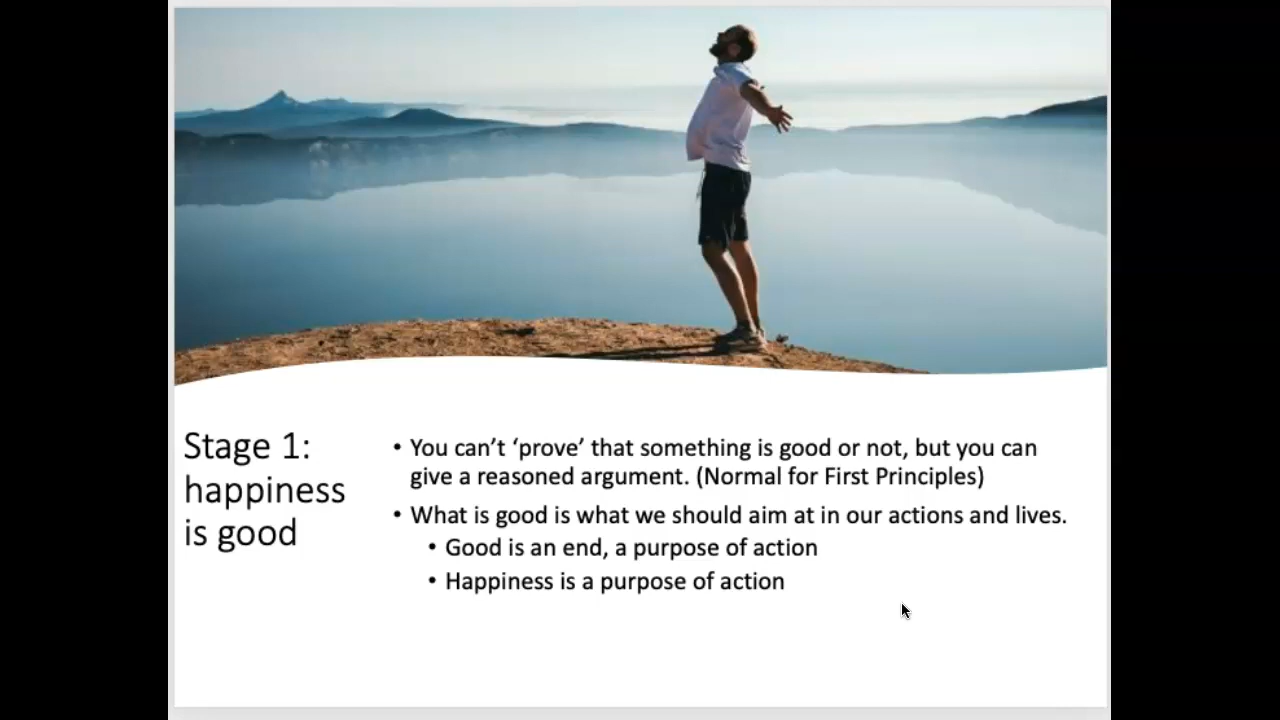 Stage 1:
happiness
is good
• You can’t ‘prove’ that something is good or not, but you can
give a reasoned argument. (Normal for First Principles)
• What is good is what we should aim at in our actions and lives.
• Good is an end, a purpose of action
• Happiness is a purpose of action